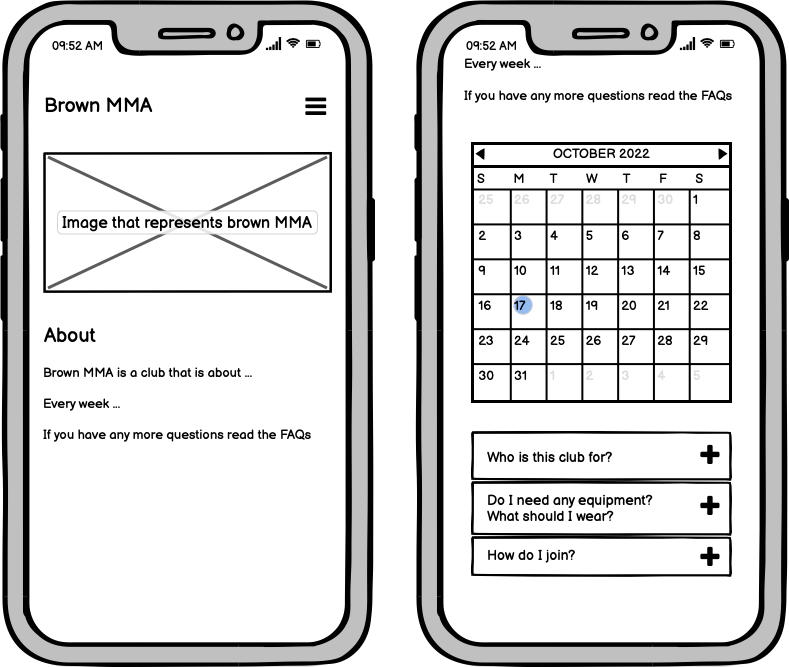 09:52 AM
Brown MMA
Image that represents brown MMA
About
Brown MMA is a club that is about ...
Every week ...
If you have any more questions read the FAQs
09:52 AM
Every week ...
If you have any more questions read the FAQs
OCTOBER 2022
S M T W T F S
25 26 27 28 29 30 1
2 3 4 5 6 7 8
9 10 11 12 13 14 15
16 17 18 19 20 21 22
23 24 25 26 27 28 29
30 31 1 2 3 4 5
Who is this club for?
Do I need any equipment?
What should I wear?
How do I join?